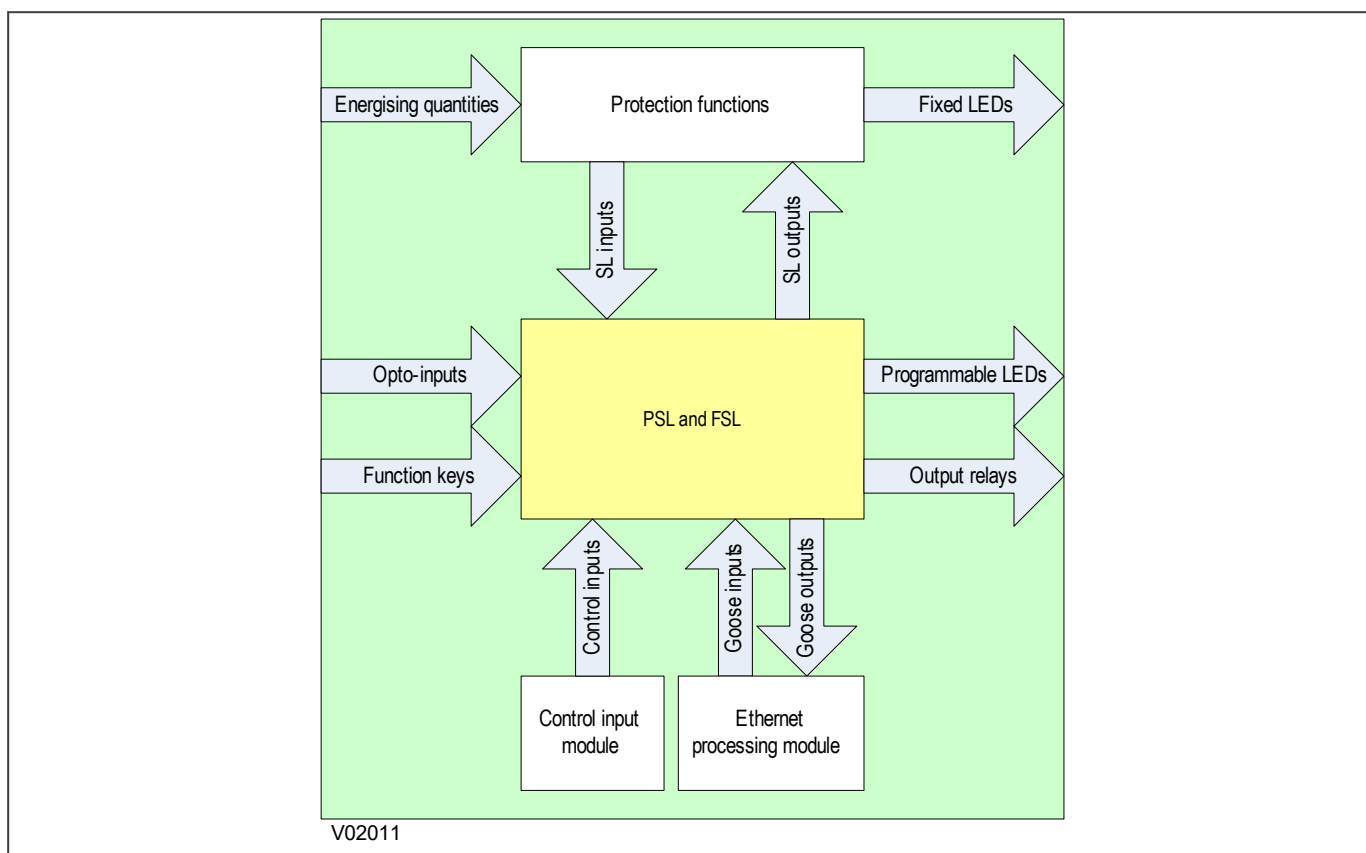 Energising quantities
Protection functions
Fixed LEDs
SL inputs
SL outputs
Opto-inputs
Programmable LEDs
PSL and FSL
Function keys
Output relays
Control inputs
Goose inputs
Goose outputs
Control input
module
Ethernet
processing module
V02011